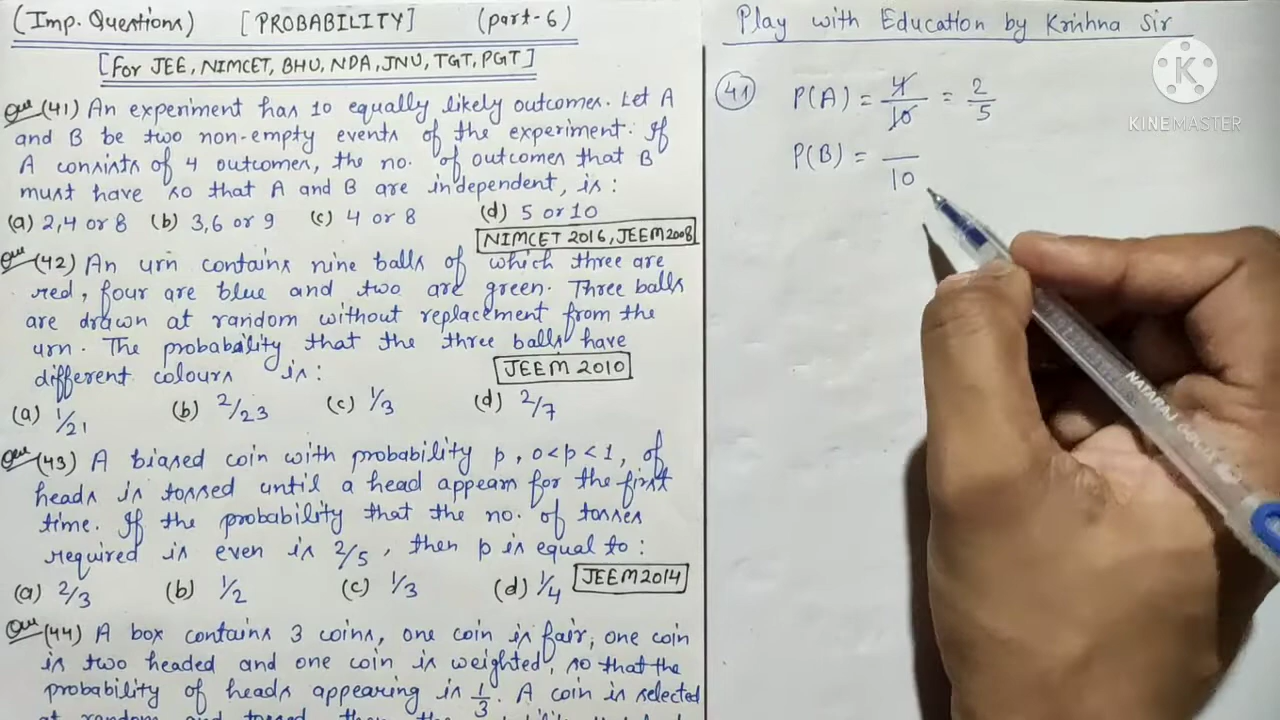 (Imp. Questions) [PROBABILITY] (part-6)
[For JEE, NIMCET, BHU, NDA, JNU, TGT, PGT]
Que (41) An experiment has 10 equally likely outcomes. Let A
and B be two non-empty events of the experiment. If
A consists of 4 outcomes, the no. of outcomes that B
must have so that A and B are independent, is:
(a) 2,4 or 8 (b) 3,6 or 9 (c) 4 or 8 (d) 5 or 10
NIMCET 2016, JEEM 2008
Que (42) An urn contains nine balls of which three are
red, four are blue and two are green. Three balls
are drawn at random without replacement from the
urn. The probability that the three balls have
different colours is:
JEEM 2010
(a) 1/21 (b) 2/23 (c) 1/3 (d) 2/7
Que (43) A biased coin with probability p, 0<p<1, of
heads is tossed until a head appears for the first
time. If the probability that the no. of tosses
required is even is 2/5, then p is equal to:
(a) 2/3 (b) 1/2 (c) 1/3 (d) 1/4 JEEM 2014
Que (44) A box contains 3 coins, one coin is fair, one coin
is two headed and one coin is weighted, so that the
probability of heads appearing is 1/3. A coin is selected
at random and tossed, then the
Play with Education by Krishna Sir
K
KINEMASTER
41 P(A) = 4/10 = 2/5
P(B) = /10
NATARAJ